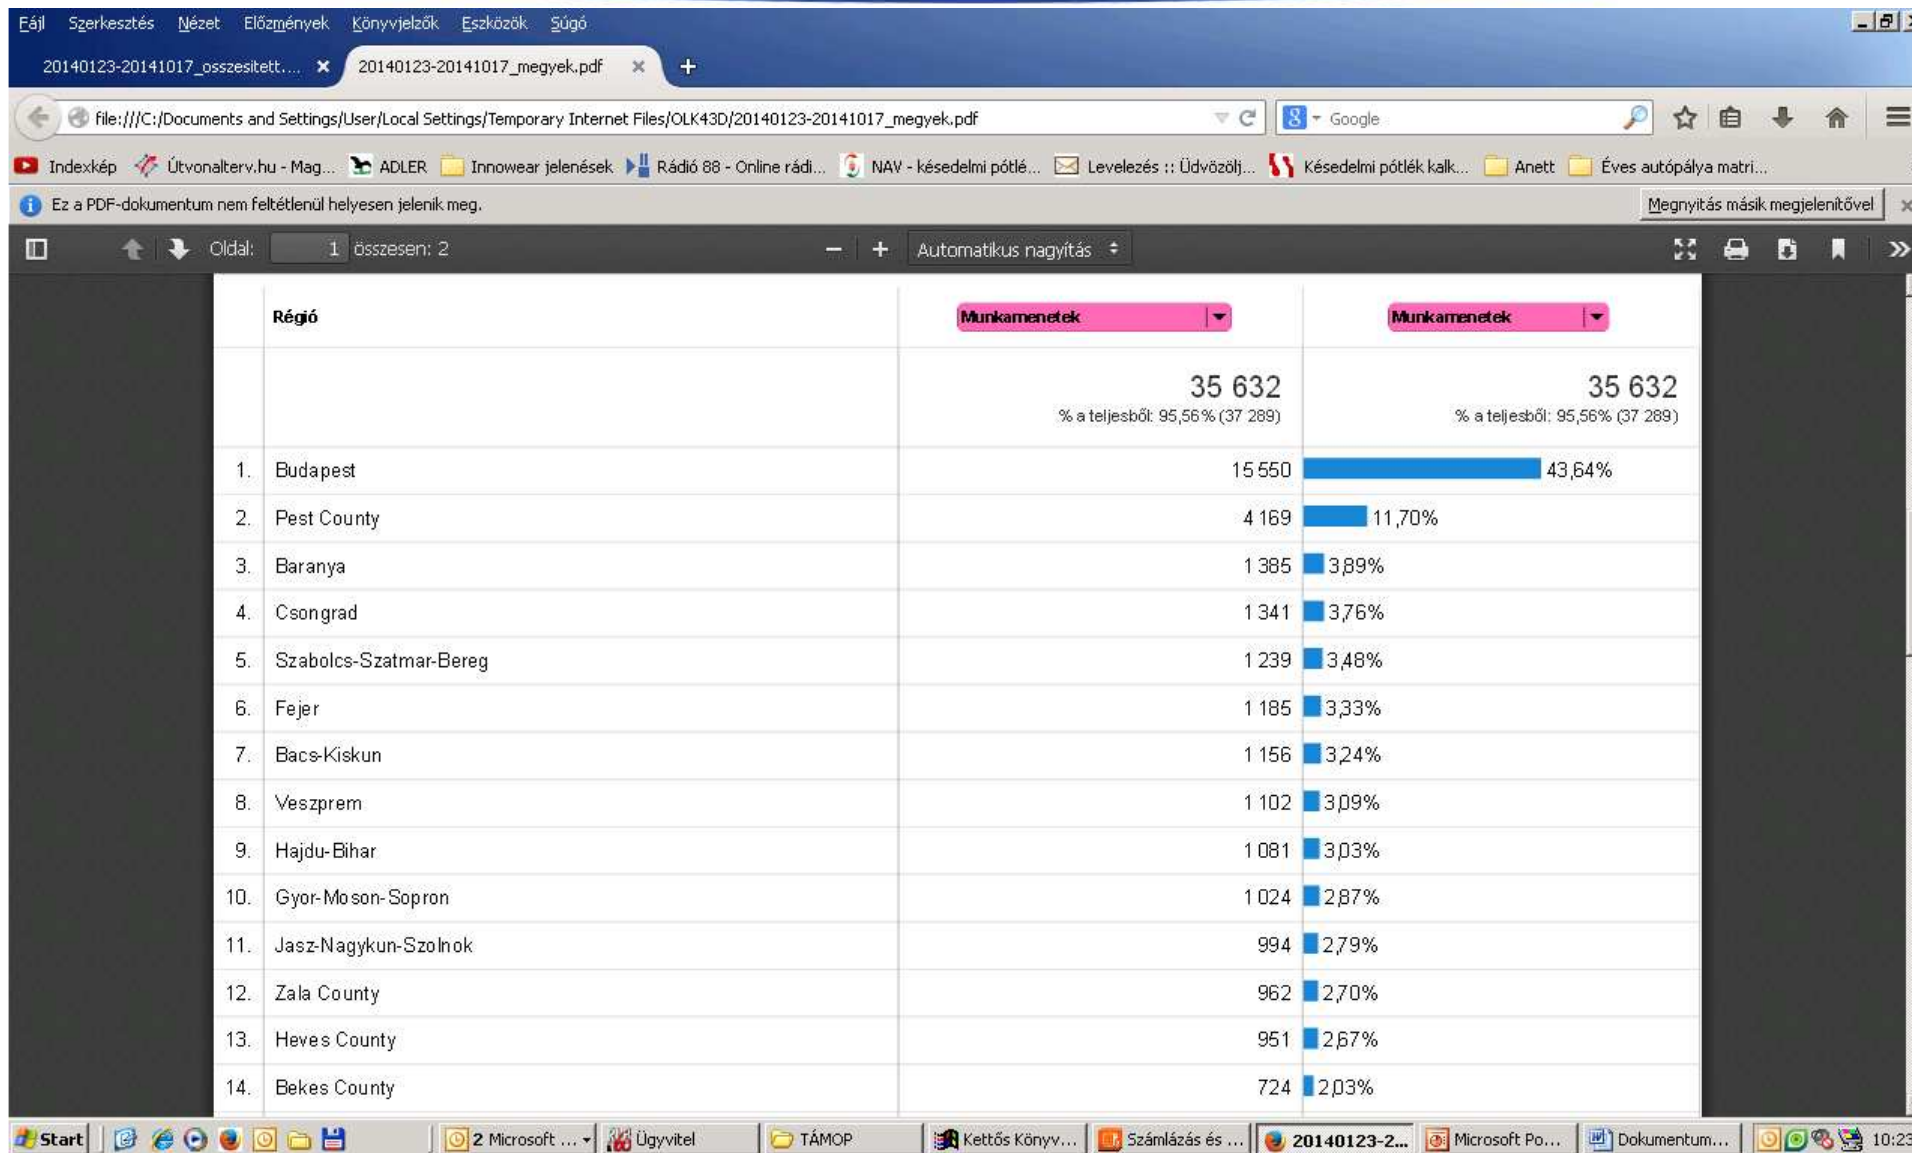 Fájl Szerkesztés Nézet Előzmények Könyvjelzők Eszközök Súgó
20140123-20141017_osszesitett.... 20140123-20141017_megyek.pdf
file:///C:/Documents and Settings/User/Local Settings/Temporary Internet Files/OLK43D/20140123-20141017_megyek.pdf Google
Indexkép Útvonalterv.hu - Mag... ADLER Innowear jelenések Rádió 88 - Online rádi... NAV - késedelmi pótlé... Levelezés :: Üdvözölj... Késedelmi pótlék kalk... Anett Éves autópálya matri...
Ez a PDF-dokumentum nem feltétlenül helyesen jelenik meg. Megnyitás másik megjelenítővel
Oldal: 1 összesen: 2 Automatikus nagyítás
Régió Munkamenetek Munkamenetek
35 632 35 632
% a teljesből: 95,56% (37 289) % a teljesből: 95,56% (37 289)
1. Budapest 15 550 43,64%
2. Pest County 4 169 11,70%
3. Baranya 1 385 3,89%
4. Csongrad 1 341 3,76%
5. Szabolcs-Szatmar-Bereg 1 239 3,48%
6. Fejer 1 185 3,33%
7. Bacs-Kiskun 1 156 3,24%
8. Veszprem 1 102 3,09%
9. Hajdu-Bihar 1 081 3,03%
10. Gyor-Moson-Sopron 1 024 2,87%
11. Jasz-Nagykun-Szolnok 994 2,79%
12. Zala County 962 2,70%
13. Heves County 951 2,67%
14. Bekes County 724 2,03%
Start 2 Microsoft ... Ügyvitel TÁMOP Kettős Könyv... Számlázás és ... 20140123-2... Microsoft Po... Dokumentum... 10:23